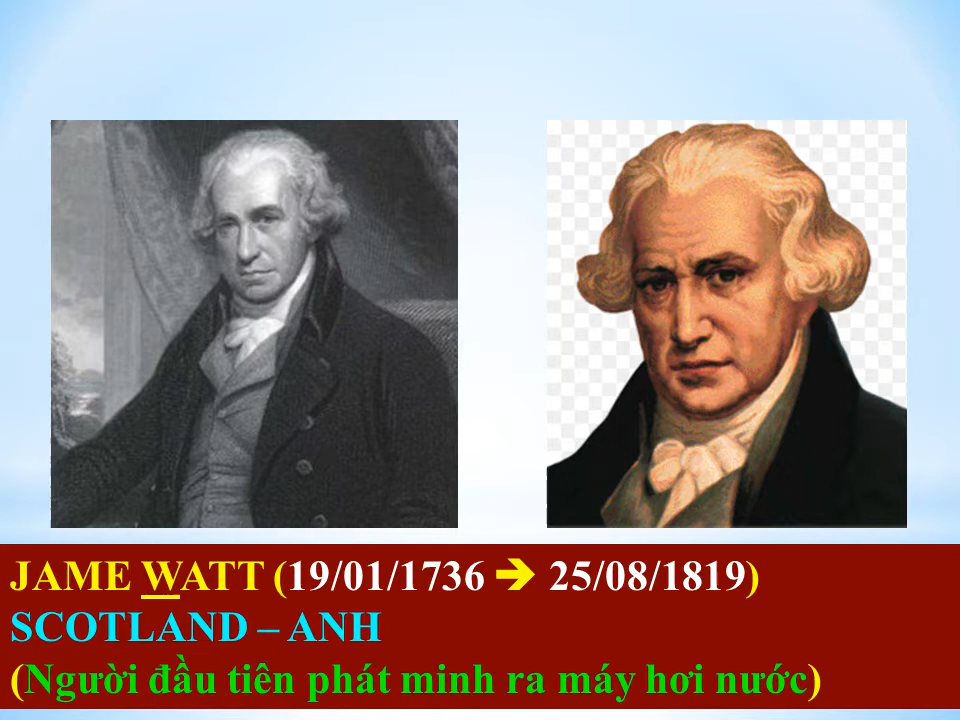 JAME WATT (19/01/1736 ➔ 25/08/1819)
SCOTLAND – ANH
(Người đầu tiên phát minh ra máy hơi nước)